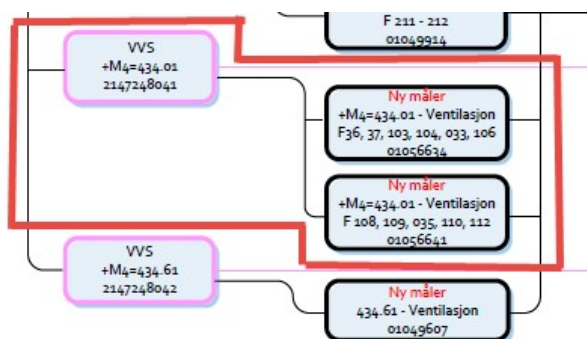 F 211 - 212
01049914
VVS
+M4=434.01
2147248041
Ny måler
+M4=434.01 - Ventilasjon
F36, 37, 103, 104, 033, 106
01056634
Ny måler
+M4=434.01 - Ventilasjon
F 108, 109, 035, 110, 112
01056641
VVS
+M4=434.61
2147248042
Ny måler
434.61 - Ventilasjon
01049607